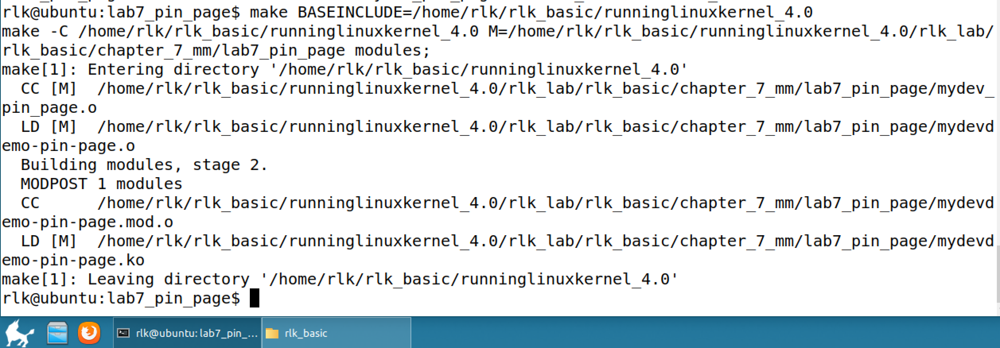 rlk@ubuntu:lab7_pin_page$ make BASEINCLUDE=/home/rlk/rlk_basic/runninglinuxkernel_4.0
make -C /home/rlk/rlk_basic/runninglinuxkernel_4.0 M=/home/rlk/rlk_basic/runninglinuxkernel_4.0/rlk_lab/
rlk_basic/chapter_7_mm/lab7_pin_page modules;
make[1]: Entering directory '/home/rlk/rlk_basic/runninglinuxkernel_4.0'
  CC [M]  /home/rlk/rlk_basic/runninglinuxkernel_4.0/rlk_lab/rlk_basic/chapter_7_mm/lab7_pin_page/mydev_
pin_page.o
  LD [M]  /home/rlk/rlk_basic/runninglinuxkernel_4.0/rlk_lab/rlk_basic/chapter_7_mm/lab7_pin_page/mydevd
emo-pin-page.o
  Building modules, stage 2.
  MODPOST 1 modules
  CC      /home/rlk/rlk_basic/runninglinuxkernel_4.0/rlk_lab/rlk_basic/chapter_7_mm/lab7_pin_page/mydevd
emo-pin-page.mod.o
  LD [M]  /home/rlk/rlk_basic/runninglinuxkernel_4.0/rlk_lab/rlk_basic/chapter_7_mm/lab7_pin_page/mydevd
emo-pin-page.ko
make[1]: Leaving directory '/home/rlk/rlk_basic/runninglinuxkernel_4.0'
rlk@ubuntu:lab7_pin_page$
rlk@ubuntu: lab7_pin_...
rlk_basic